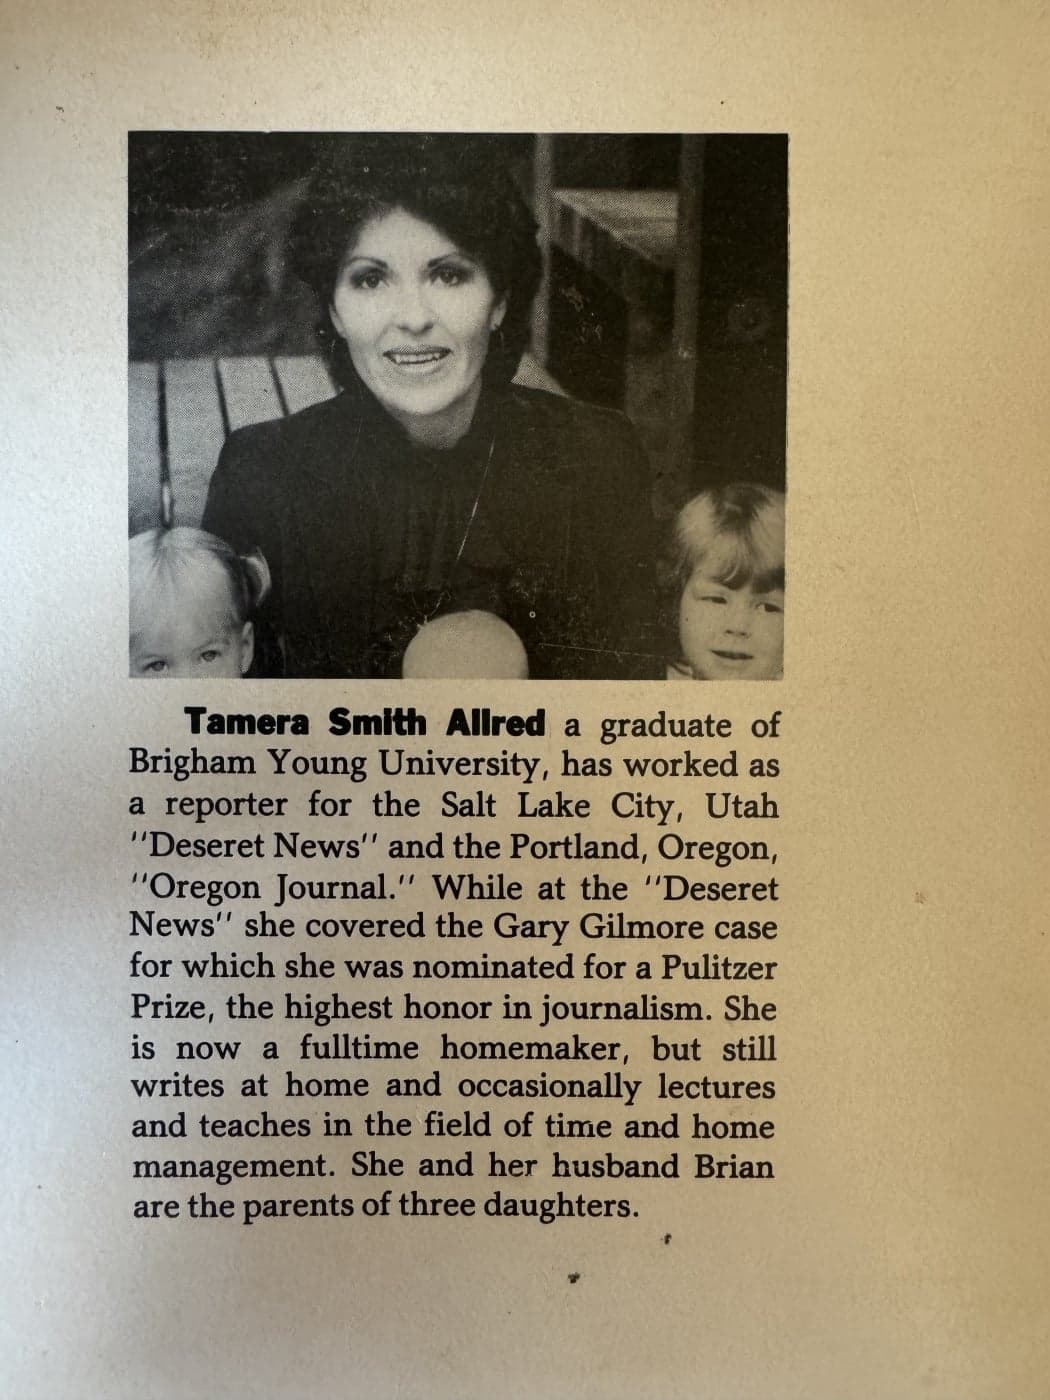 Tamera Smith Allred a graduate of
Brigham Young University, has worked as
a reporter for the Salt Lake City, Utah
''Deseret News'' and the Portland, Oregon,
''Oregon Journal.'' While at the ''Deseret
News'' she covered the Gary Gilmore case
for which she was nominated for a Pulitzer
Prize, the highest honor in journalism. She
is now a fulltime homemaker, but still
writes at home and occasionally lectures
and teaches in the field of time and home
management. She and her husband Brian
are the parents of three daughters.